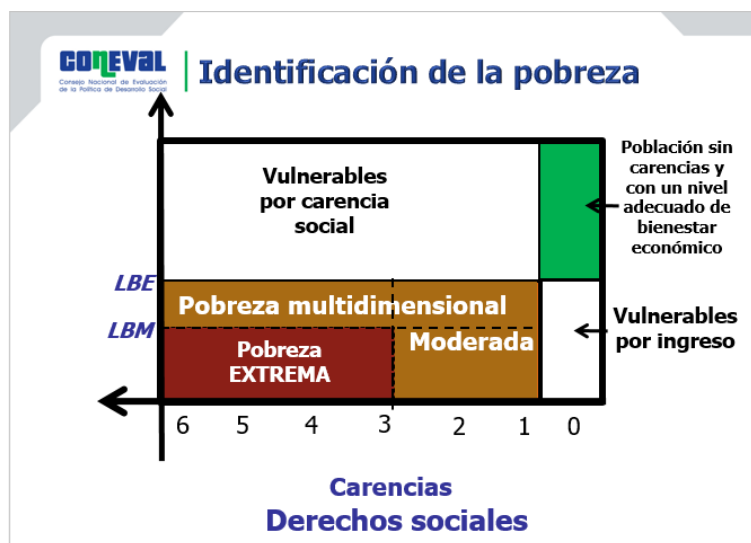 CONEVAL
Consejo Nacional de Evaluación
de la Política de Desarrollo Social
Identificación de la pobreza
Vulnerables
por carencia
social
Población sin
carencias y
con un nivel
adecuado de
bienestar
económico
LBE
Pobreza multidimensional
LBM
Pobreza
EXTREMA
Moderada
Vulnerables
por ingreso
6 5 4 3 2 1 0
Carencias
Derechos sociales